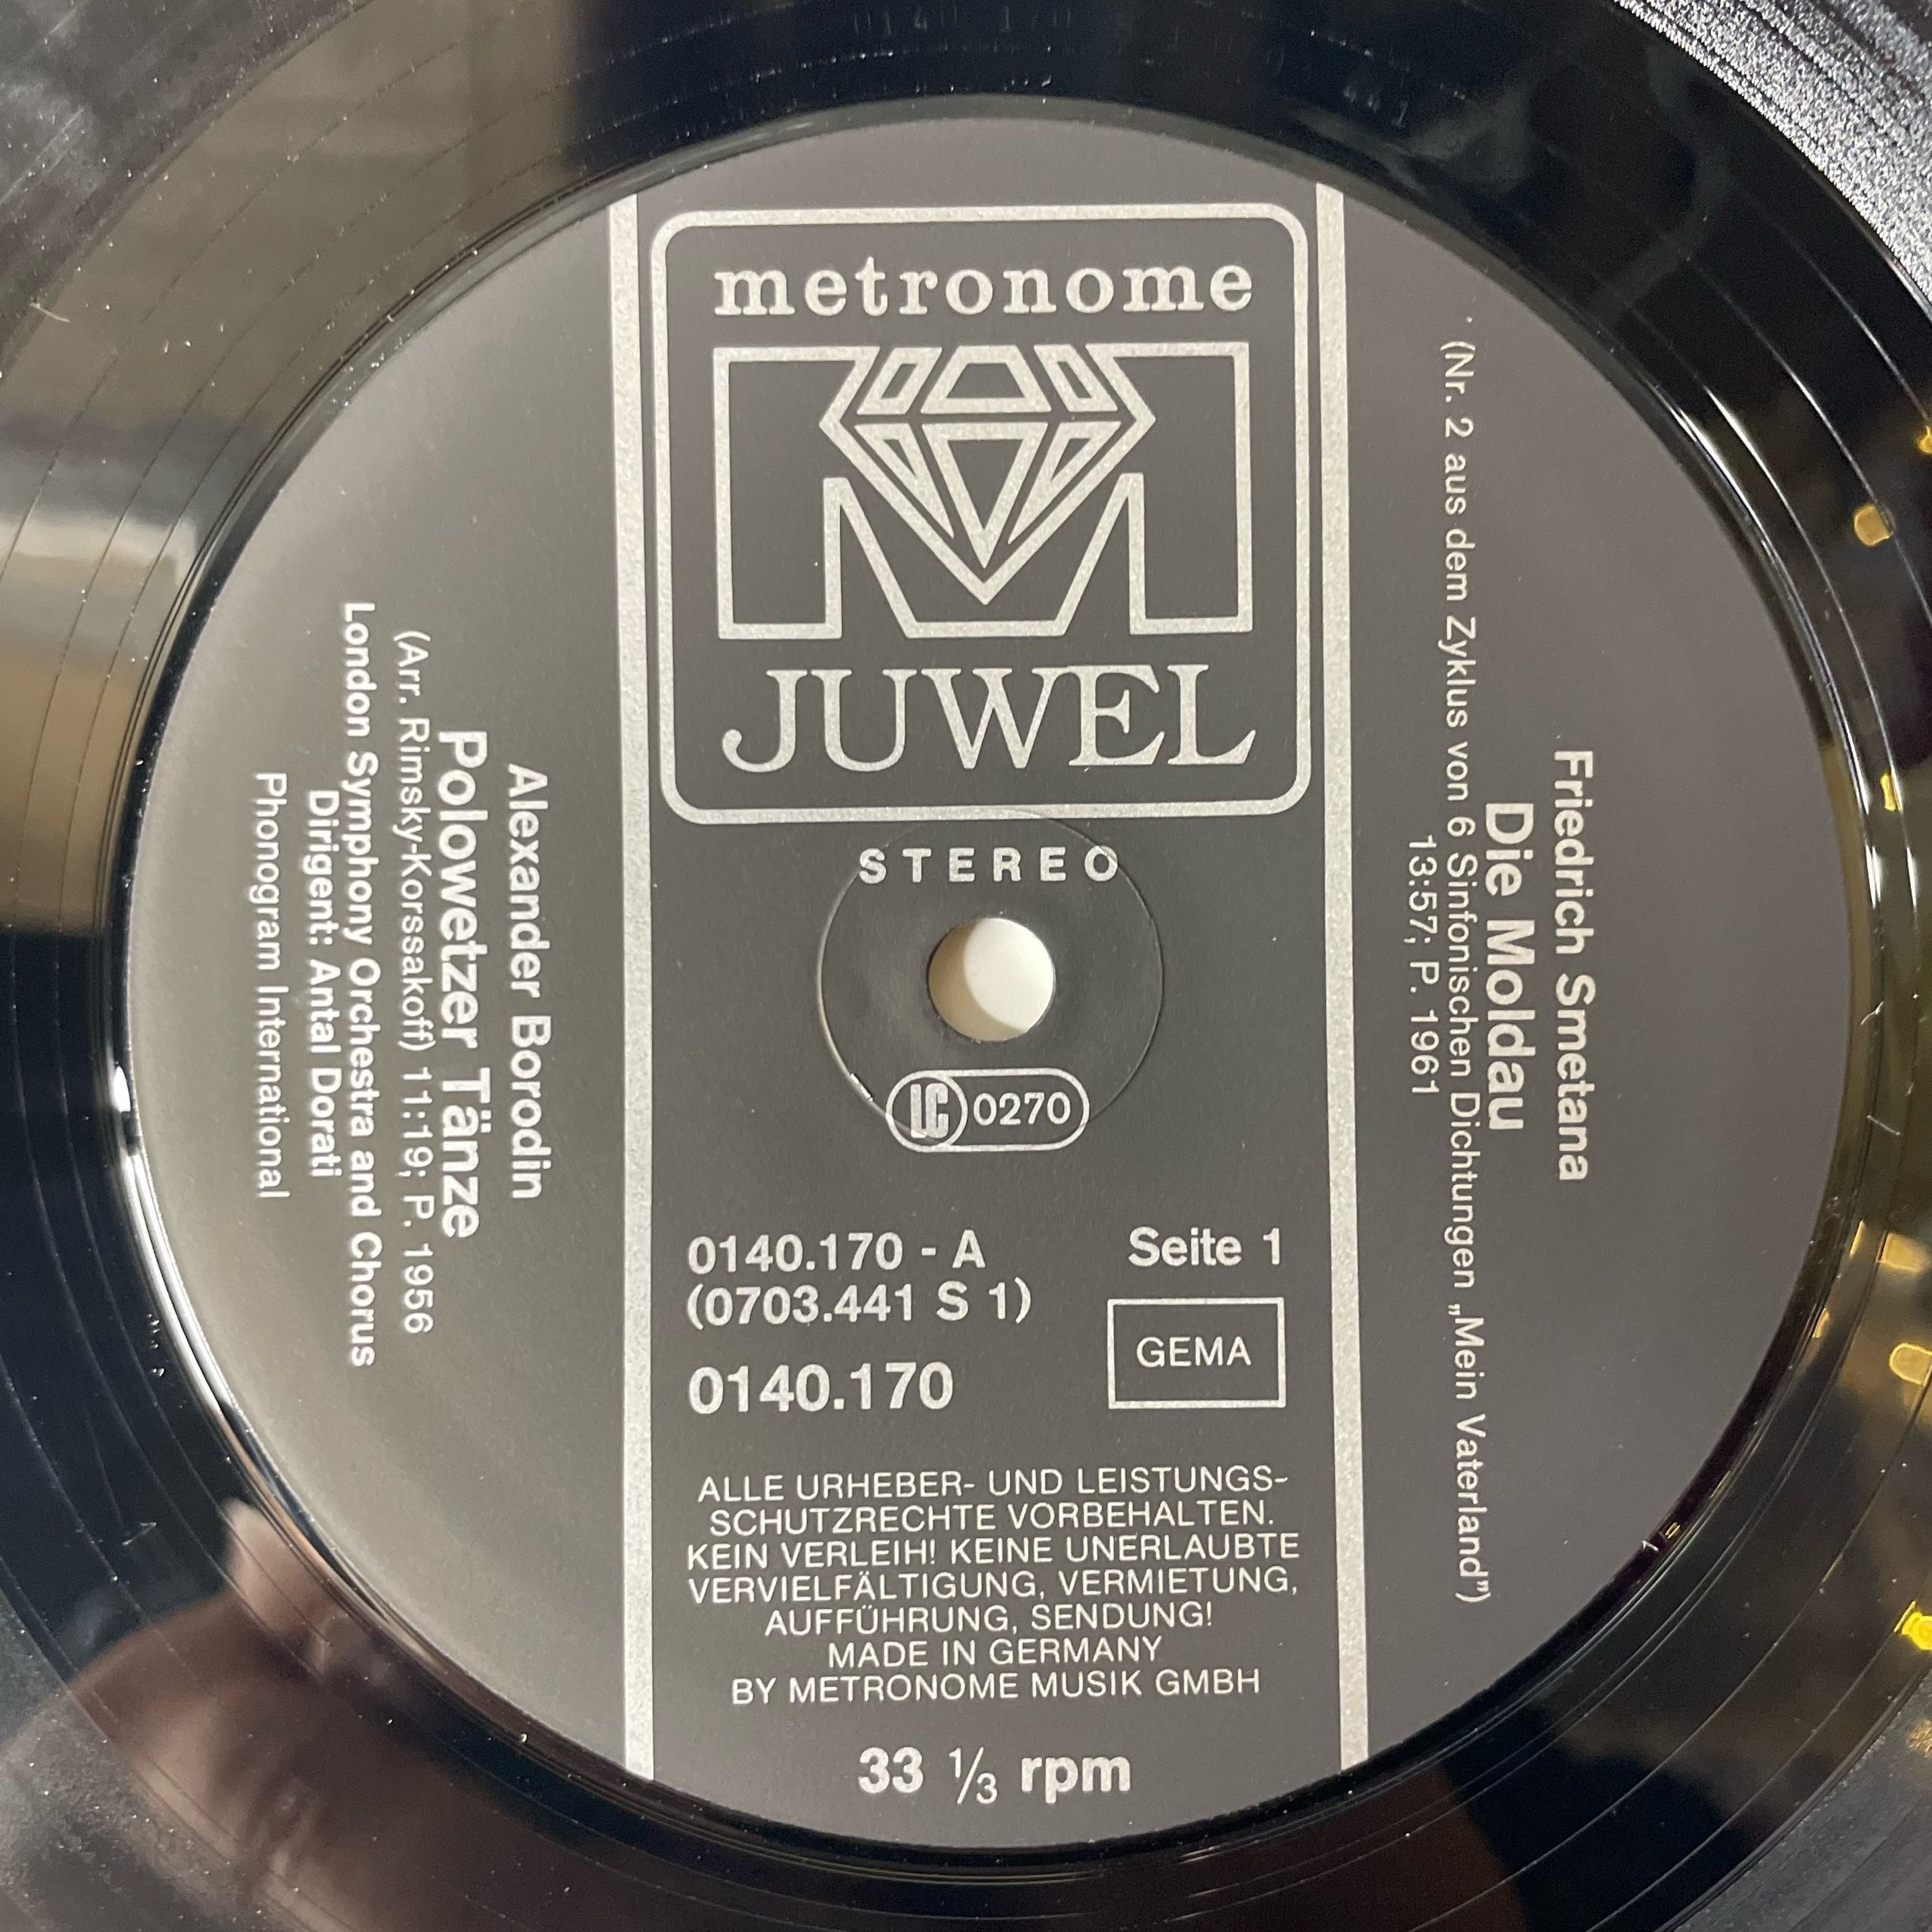 metronome
JUWEL
STEREO
LC 0270
0140.170 - A
(0703.441 S 1)
0140.170
Seite 1
GEMA
ALLE URHEBER- UND LEISTUNGS-
SCHUTZRECHTE VORBEHALTEN.
KEIN VERLEIH! KEINE UNERLAUBTE
VERVIELFÄLTIGUNG, VERMIETUNG,
AUFFÜHRUNG, SENDUNG!
MADE IN GERMANY
BY METRONOME MUSIK GMBH
33 1/3 rpm
Friedrich Smetana
Die Moldau
(Nr. 2 aus dem Zyklus von 6 Sinfonischen Dichtungen „Mein Vaterland”)
13:57; P. 1961
Alexander Borodin
Polowetzer Tänze
(Arr. Rimsky-Korssakoff) 11:19; P. 1956
London Symphony Orchestra and Chorus
Dirigent: Antal Dorati
Phonogram International